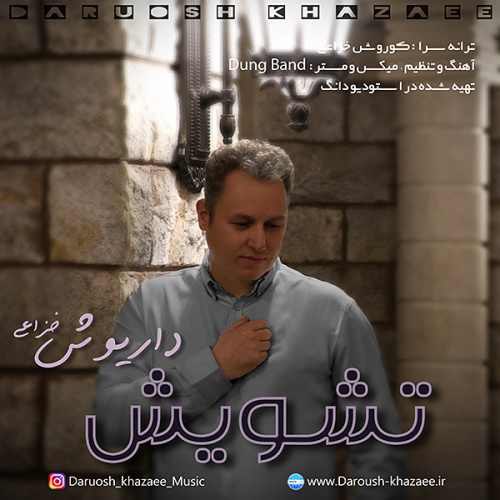 DARUOSH KHAZAEE
ترانه سرا : کوروش خزاعی
آهنگ و تنظیم ، میکس و مستر : Dung Band
تهیه شده در استودیو دانگ
داریوش خزاعی
تشویش
Daruosh_khazaee_Music
www.Daroush-khazaee.ir